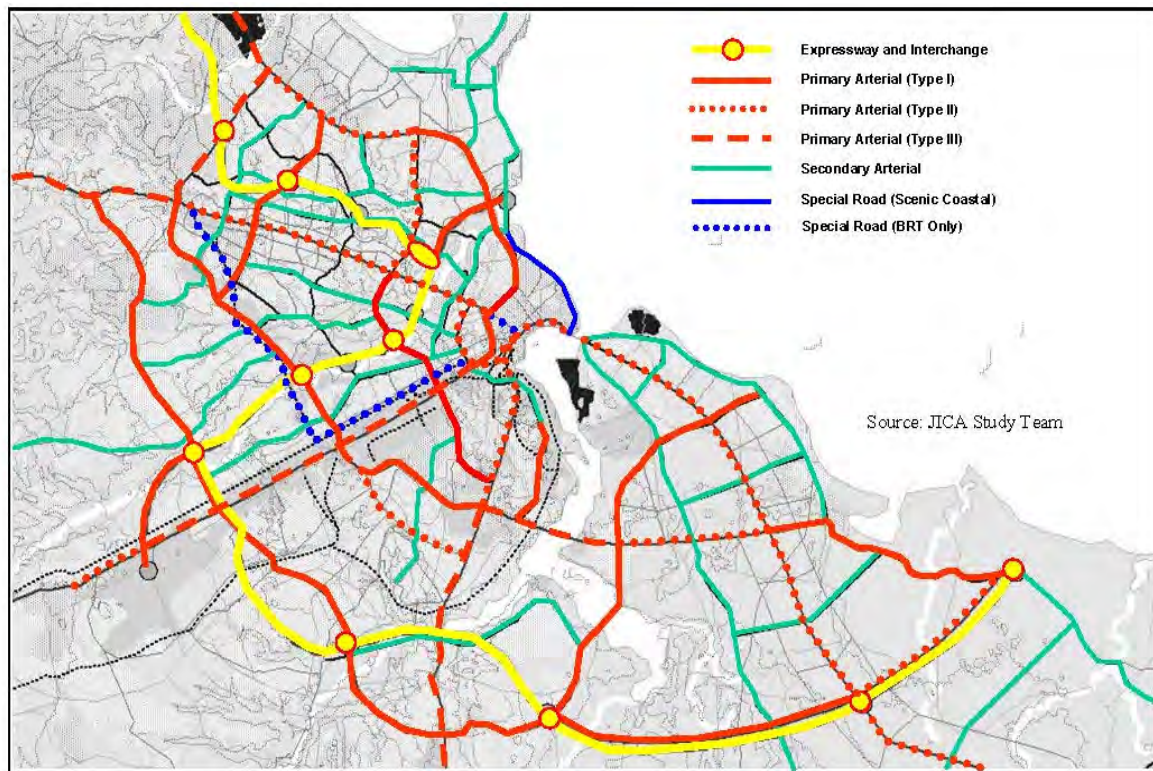 Expressway and Interchange
Primary Arterial (Type I)
Primary Arterial (Type II)
Primary Arterial (Type III)
Secondary Arterial
Special Road (Scenic Coastal)
Special Road (BRT Only)
Source: JICA Study Team